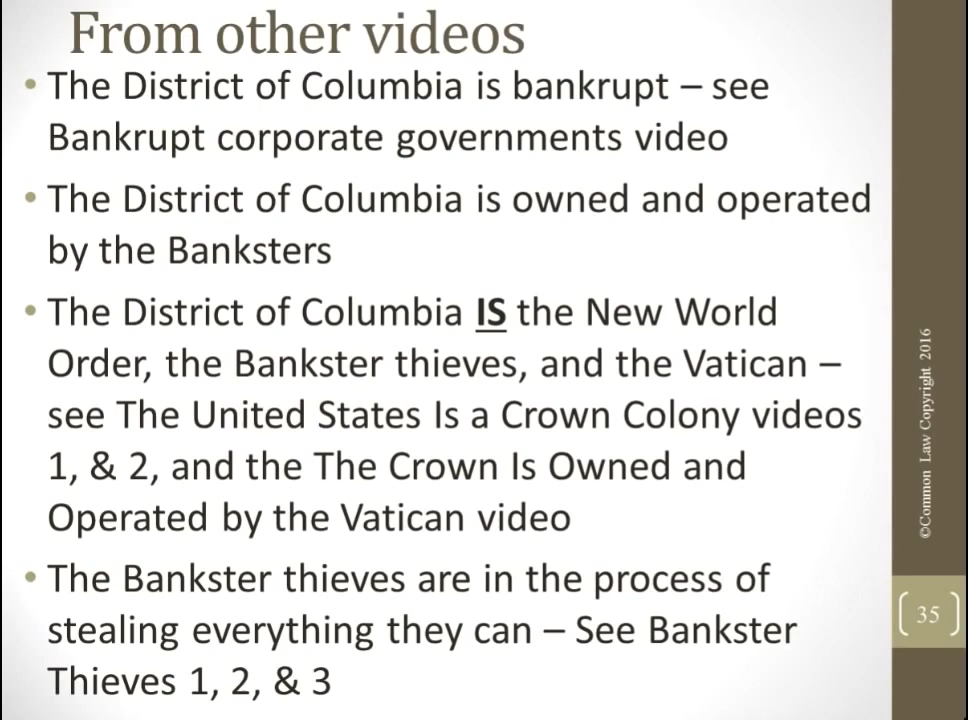 From other videos
• The District of Columbia is bankrupt – see
Bankrupt corporate governments video
• The District of Columbia is owned and operated
by the Banksters
• The District of Columbia IS the New World
Order, the Bankster thieves, and the Vatican –
see The United States Is a Crown Colony videos
1, & 2, and the The Crown Is Owned and
Operated by the Vatican video
• The Bankster thieves are in the process of
stealing everything they can – See Bankster
Thieves 1, 2, & 3
©Common Law Copyright 2016
35